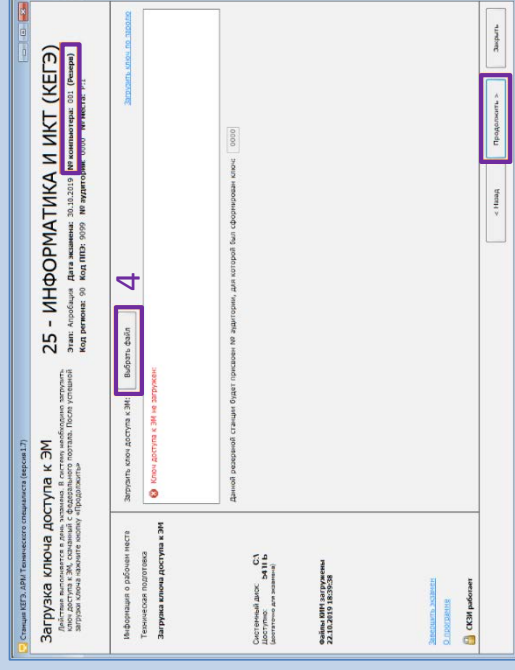 Станция КЕГЭ. АРМ Технического специалиста (версия 1.7)
Загрузка ключа доступа к ЭМ
Действие выполняется в день экзамена. В систему необходимо загрузить
ключ доступа к ЭМ, скачанный с федерального портала. После успешной
загрузки ключа нажмите кнопку «Продолжить»
25 - ИНФОРМАТИКА И ИКТ (КЕГЭ)
Этап: Апробация Дата экзамена: 30.10.2019 № компьютера: 001 (Резерв)
Код региона: 90 Код ППЭ: 9099 № аудитории: 0000 № места:
Информация о рабочем месте
Техническая подготовка
Загрузка ключа доступа к ЭМ
Системный диск: C:\
Доступно:
(достаточно для экзамена)
Файлы КИМ загружены
22.10.2019 18:39:38
Завершить экзамен
О программе
СКЗИ работает
Загрузить ключ доступа к ЭМ: Выбрать файл 4
Загрузить ключ по паролю
Ключ доступа к ЭМ не загружен:
Данной резервной станции будет присвоен № аудитории, для которой был сформирован ключ: 0000
< Назад Продолжить > Закрыть